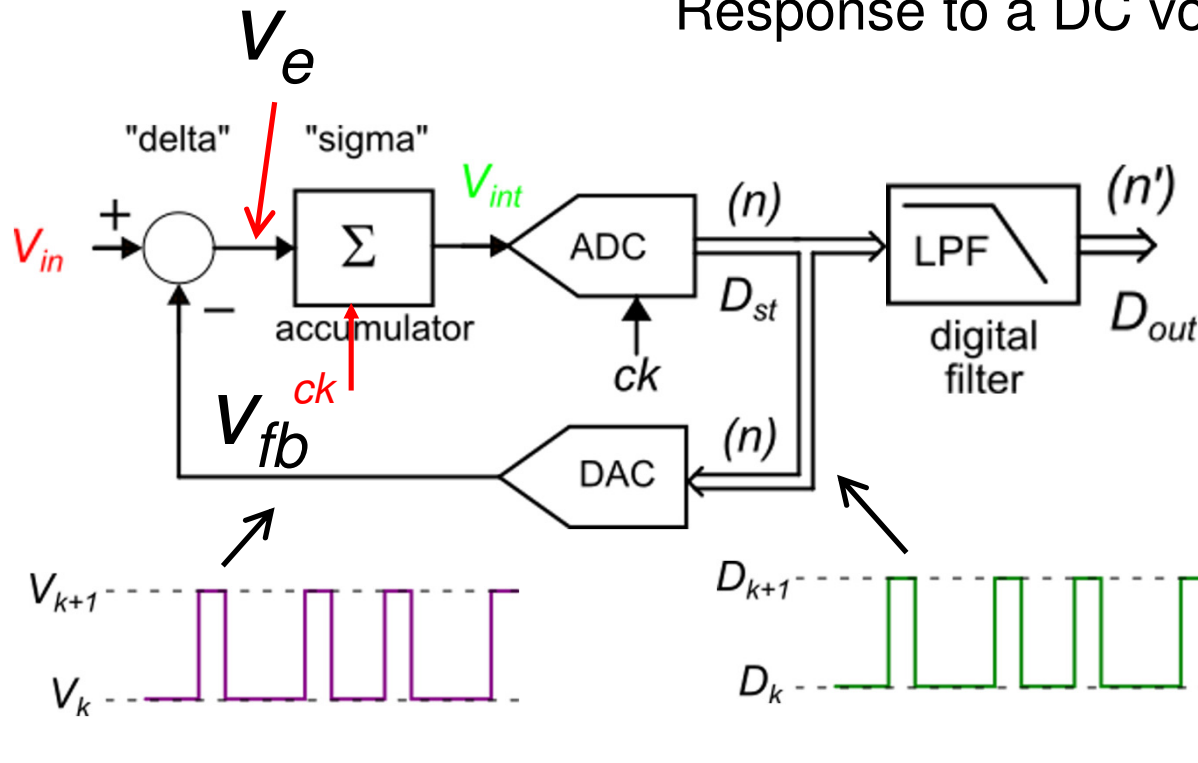 Response to a DC vo
Ve
"delta" "sigma"
Vin + − Σ Vint ADC (n) LPF (n')
Dst Dout
accumulator digital
filter
ck ck
Vfb DAC (n)
Vk+1 Dk+1
Vk Dk